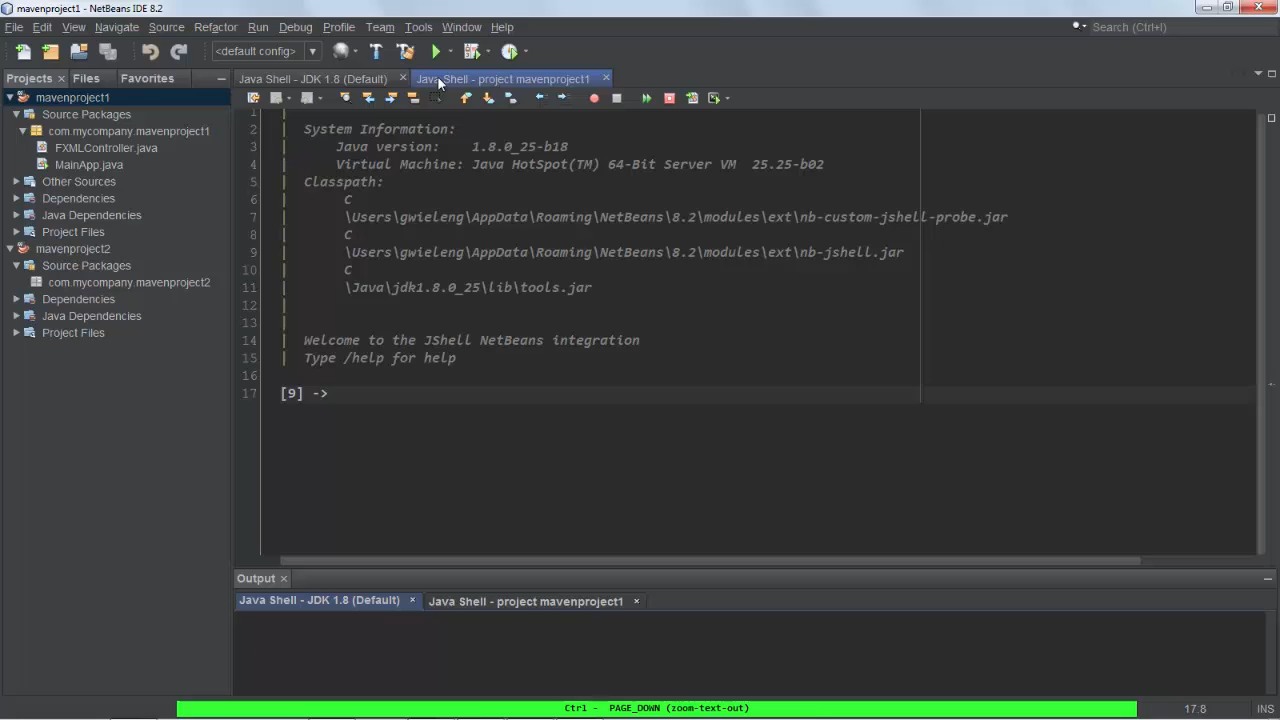 mavenproject1 - NetBeans IDE 8.2
File Edit View Navigate Source Refactor Run Debug Profile Team Tools Window Help
Search (Ctrl+I)
<default config>
Projects Files Favorites
Java Shell - JDK 1.8 (Default) Java Shell - project mavenproject1
mavenproject1
Source Packages
com.mycompany.mavenproject1
FXMLController.java
MainApp.java
Other Sources
Dependencies
Java Dependencies
Project Files
mavenproject2
Source Packages
com.mycompany.mavenproject2
Dependencies
Java Dependencies
Project Files
1 |
2 | System Information:
3 | Java version: 1.8.0_25-b18
4 | Virtual Machine: Java HotSpot(TM) 64-Bit Server VM 25.25-b02
5 | Classpath:
6 | C
7 | \Users\gwieleng\AppData\Roaming\NetBeans\8.2\modules\ext\nb-custom-jshell-probe.jar
8 | C
9 | \Users\gwieleng\AppData\Roaming\NetBeans\8.2\modules\ext\nb-jshell.jar
10 | C
11 | \Java\jdk1.8.0_25\lib\tools.jar
12 |
13 |
14 | Welcome to the JShell NetBeans integration
15 | Type /help for help
16
17 [9] ->
Output
Java Shell - JDK 1.8 (Default) Java Shell - project mavenproject1
Ctrl - PAGE_DOWN (zoom-text-out)
17:8 INS